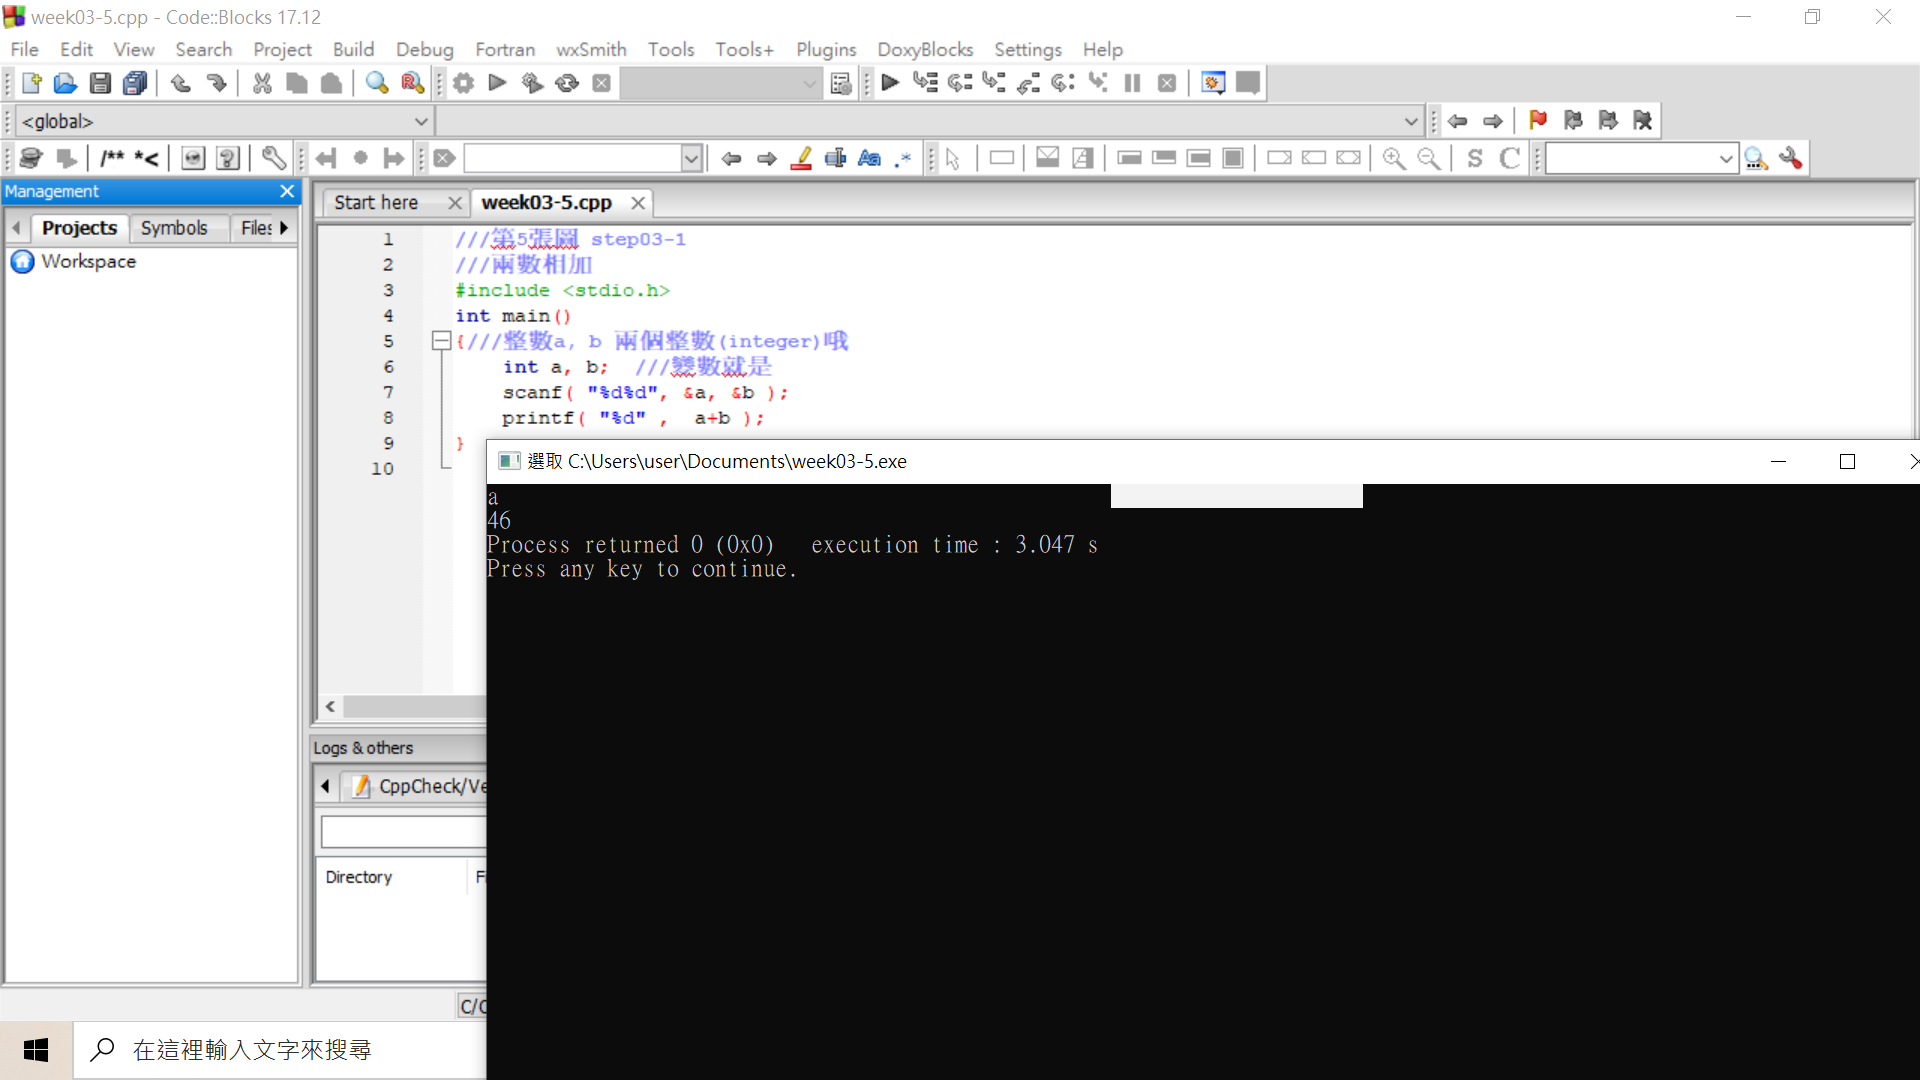 week03-5.cpp - Code::Blocks 17.12
File Edit View Search Project Build Debug Fortran wxSmith Tools Tools+ Plugins DoxyBlocks Settings Help
<global>
/** *<
Aa .*
S C
Management
Projects Symbols Files
Workspace
Start here week03-5.cpp
1 ///第5張圖 step03-1
2 ///兩數相加
3 #include <stdio.h>
4 int main()
5 {///整數a, b 兩個整數(integer)哦
6 int a, b; ///變數就是
7 scanf( "%d%d", &a, &b );
8 printf( "%d" , a+b );
9 }
10
選取 C:\Users\user\Documents\week03-5.exe
a
46
Process returned 0 (0x0) execution time : 3.047 s
Press any key to continue.
Logs & others
CppCheck/Ve
Directory
C/C
在這裡輸入文字來搜尋